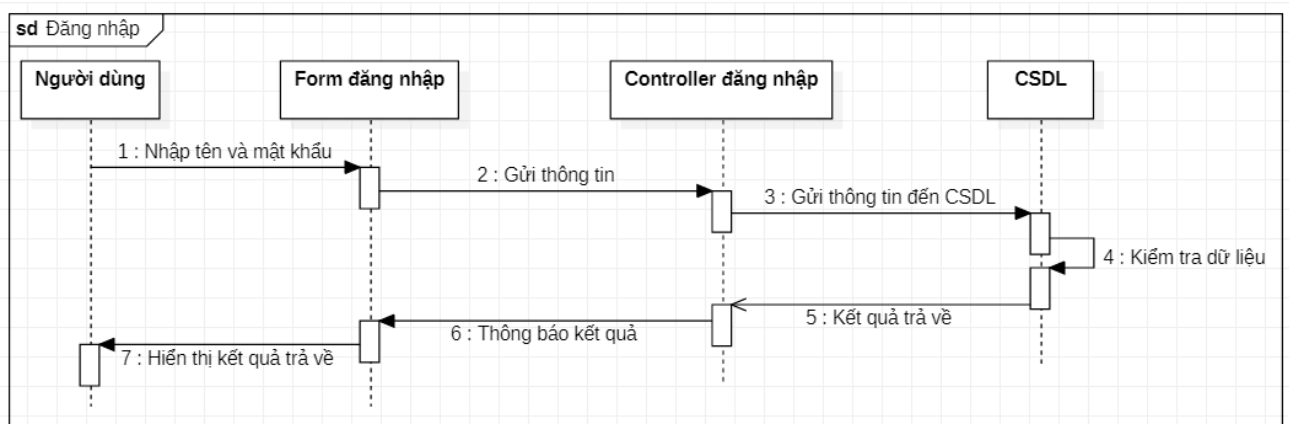 sd Đăng nhập
Người dùng
Form đăng nhập
Controller đăng nhập
CSDL
1 : Nhập tên và mật khẩu
2 : Gửi thông tin
3 : Gửi thông tin đến CSDL
4 : Kiểm tra dữ liệu
5 : Kết quả trả về
6 : Thông báo kết quả
7 : Hiển thị kết quả trả về